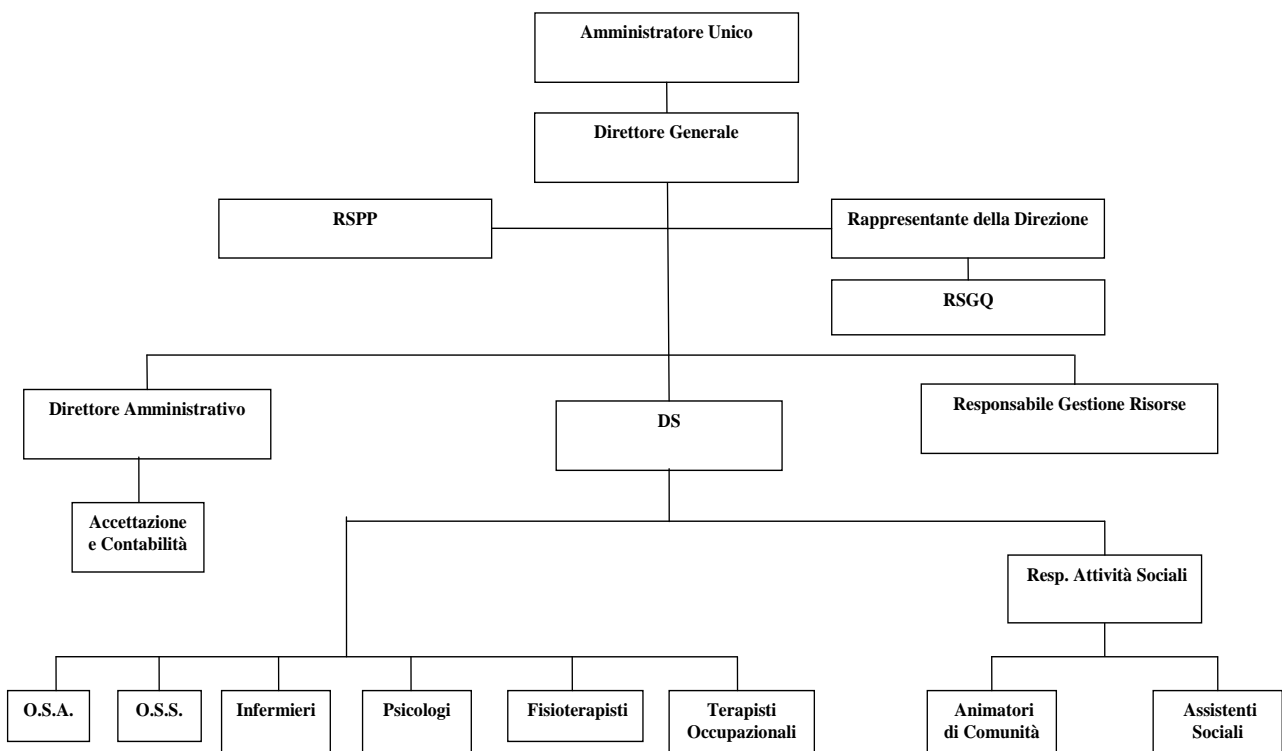 Amministratore Unico
Direttore Generale
RSPP
Rappresentante della Direzione
RSGQ
Direttore Amministrativo
DS
Responsabile Gestione Risorse
Accettazione
e Contabilità
Resp. Attività Sociali
O.S.A.
O.S.S.
Infermieri
Psicologi
Fisioterapisti
Terapisti
Occupazionali
Animatori
di Comunità
Assistenti
Sociali